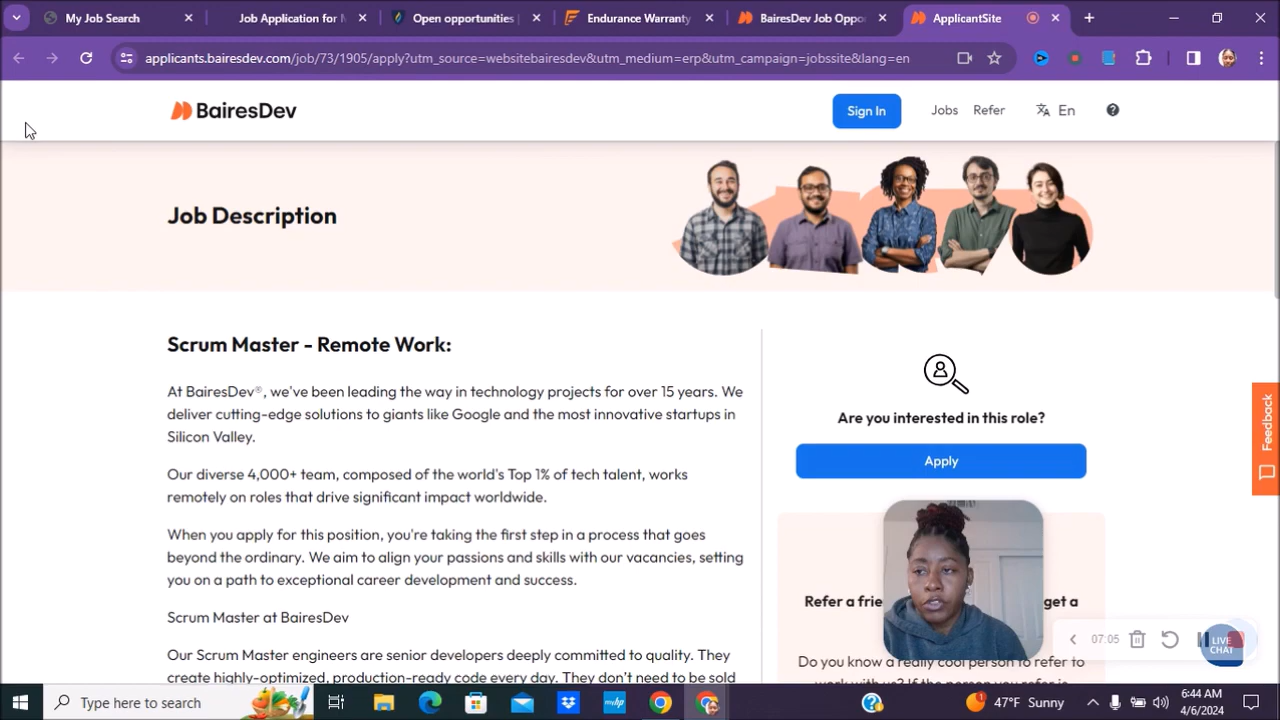 My Job Search
Job Application for
Open opportunities
Endurance Warranty
BairesDev Job Oppo
ApplicantSite
applicants.bairesdev.com/job/73/1905/apply?utm_source=websitebairesdev&utm_medium=erp&utm_campaign=jobssite&lang=en
BairesDev
Sign In
Jobs
Refer
En
Job Description
Scrum Master - Remote Work:
At BairesDev®, we've been leading the way in technology projects for over 15 years. We
deliver cutting-edge solutions to giants like Google and the most innovative startups in
Silicon Valley.
Our diverse 4,000+ team, composed of the world's Top 1% of tech talent, works
remotely on roles that drive significant impact worldwide.
When you apply for this position, you're taking the first step in a process that goes
beyond the ordinary. We aim to align your passions and skills with our vacancies, setting
you on a path to exceptional career development and success.
Scrum Master at BairesDev
Our Scrum Master engineers are senior developers deeply committed to quality. They
create highly-optimized, production-ready code every day. They don't need to be sold
Are you interested in this role?
Apply
Refer a frie get a
Do you know a really cool person to refer to
work with us? If the person you refer is
Feedback
07:05
LIVE
CHAT
Type here to search
47°F Sunny
6:44 AM
4/6/2024